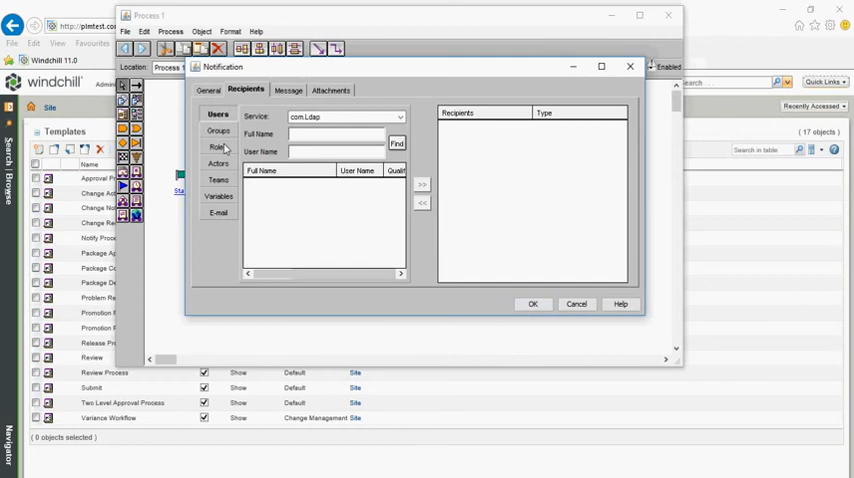 Process 1
http://plmtest.com
File Edit Process Object Format Help
File Edit View Favourites
Windchill 11.0
Location: Process 1
Enabled
windchill
Search ...
Quick Links
Site
Recently Accessed
Templates
(17 objects )
Search in table
Name
Approval P
Change Ac
Change No
Change Re
Notify Proc
Package Ap
Package Co
Package De
Problem Re
Promotion F
Promotion F
Release Pr
Review
Review Process Show Default Site
Submit Show Default Site
Two Level Approval Process Show Default Site
Variance Workflow Show Change Management Site
( 0 objects selected )
Search | Browse
Navigator
Notification
General Recipients Message Attachments
Users
Groups
Roles
Actors
Teams
Variables
E-mail
Service: com.Ldap
Full Name
User Name
Find
Full Name User Name Qualif
>>
<<
Recipients Type
OK Cancel Help